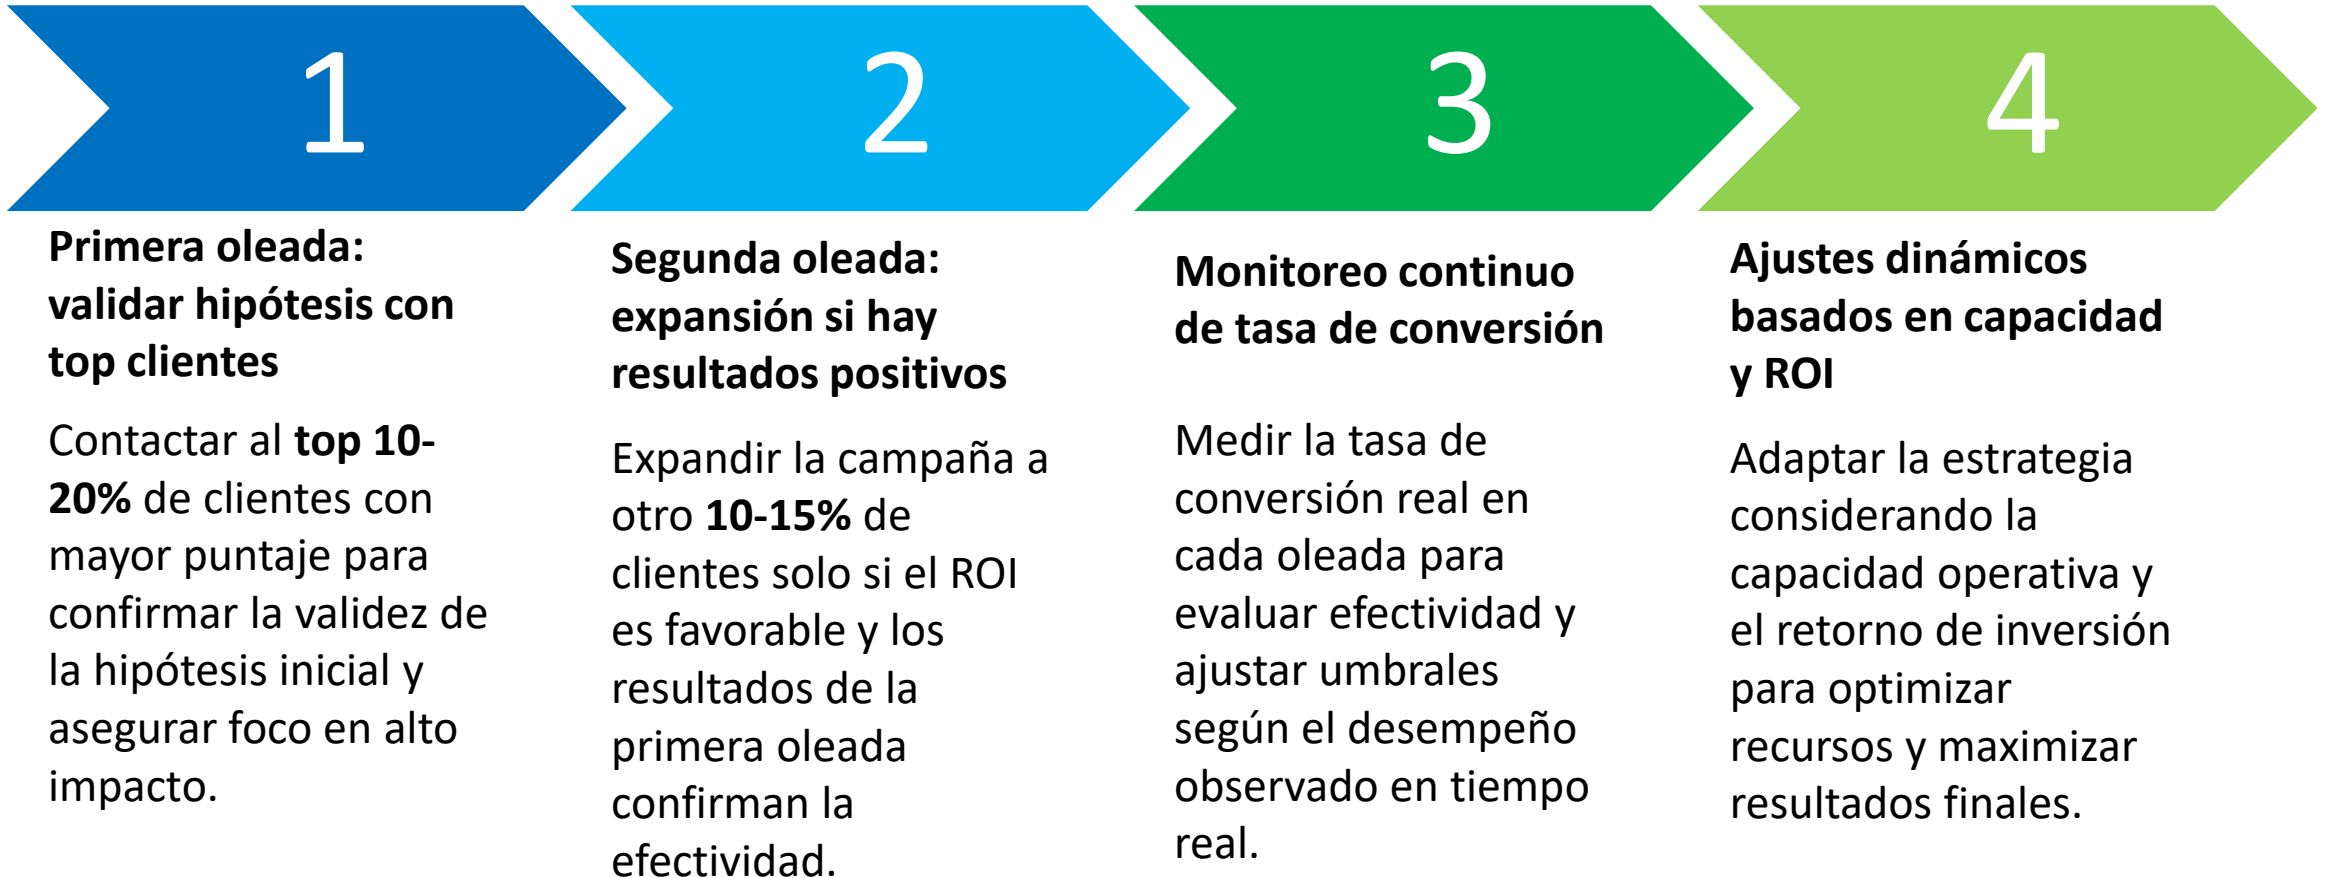 1
2
3
4
Primera oleada:
validar hipótesis con
top clientes
Contactar al top 10-
20% de clientes con
mayor puntaje para
confirmar la validez de
la hipótesis inicial y
asegurar foco en alto
impacto.
Segunda oleada:
expansión si hay
resultados positivos
Expandir la campaña a
otro 10-15% de
clientes solo si el ROI
es favorable y los
resultados de la
primera oleada
confirman la
efectividad.
Monitoreo continuo
de tasa de conversión
Medir la tasa de
conversión real en
cada oleada para
evaluar efectividad y
ajustar umbrales
según el desempeño
observado en tiempo
real.
Ajustes dinámicos
basados en capacidad
y ROI
Adaptar la estrategia
considerando la
capacidad operativa y
el retorno de inversión
para optimizar
recursos y maximizar
resultados finales.